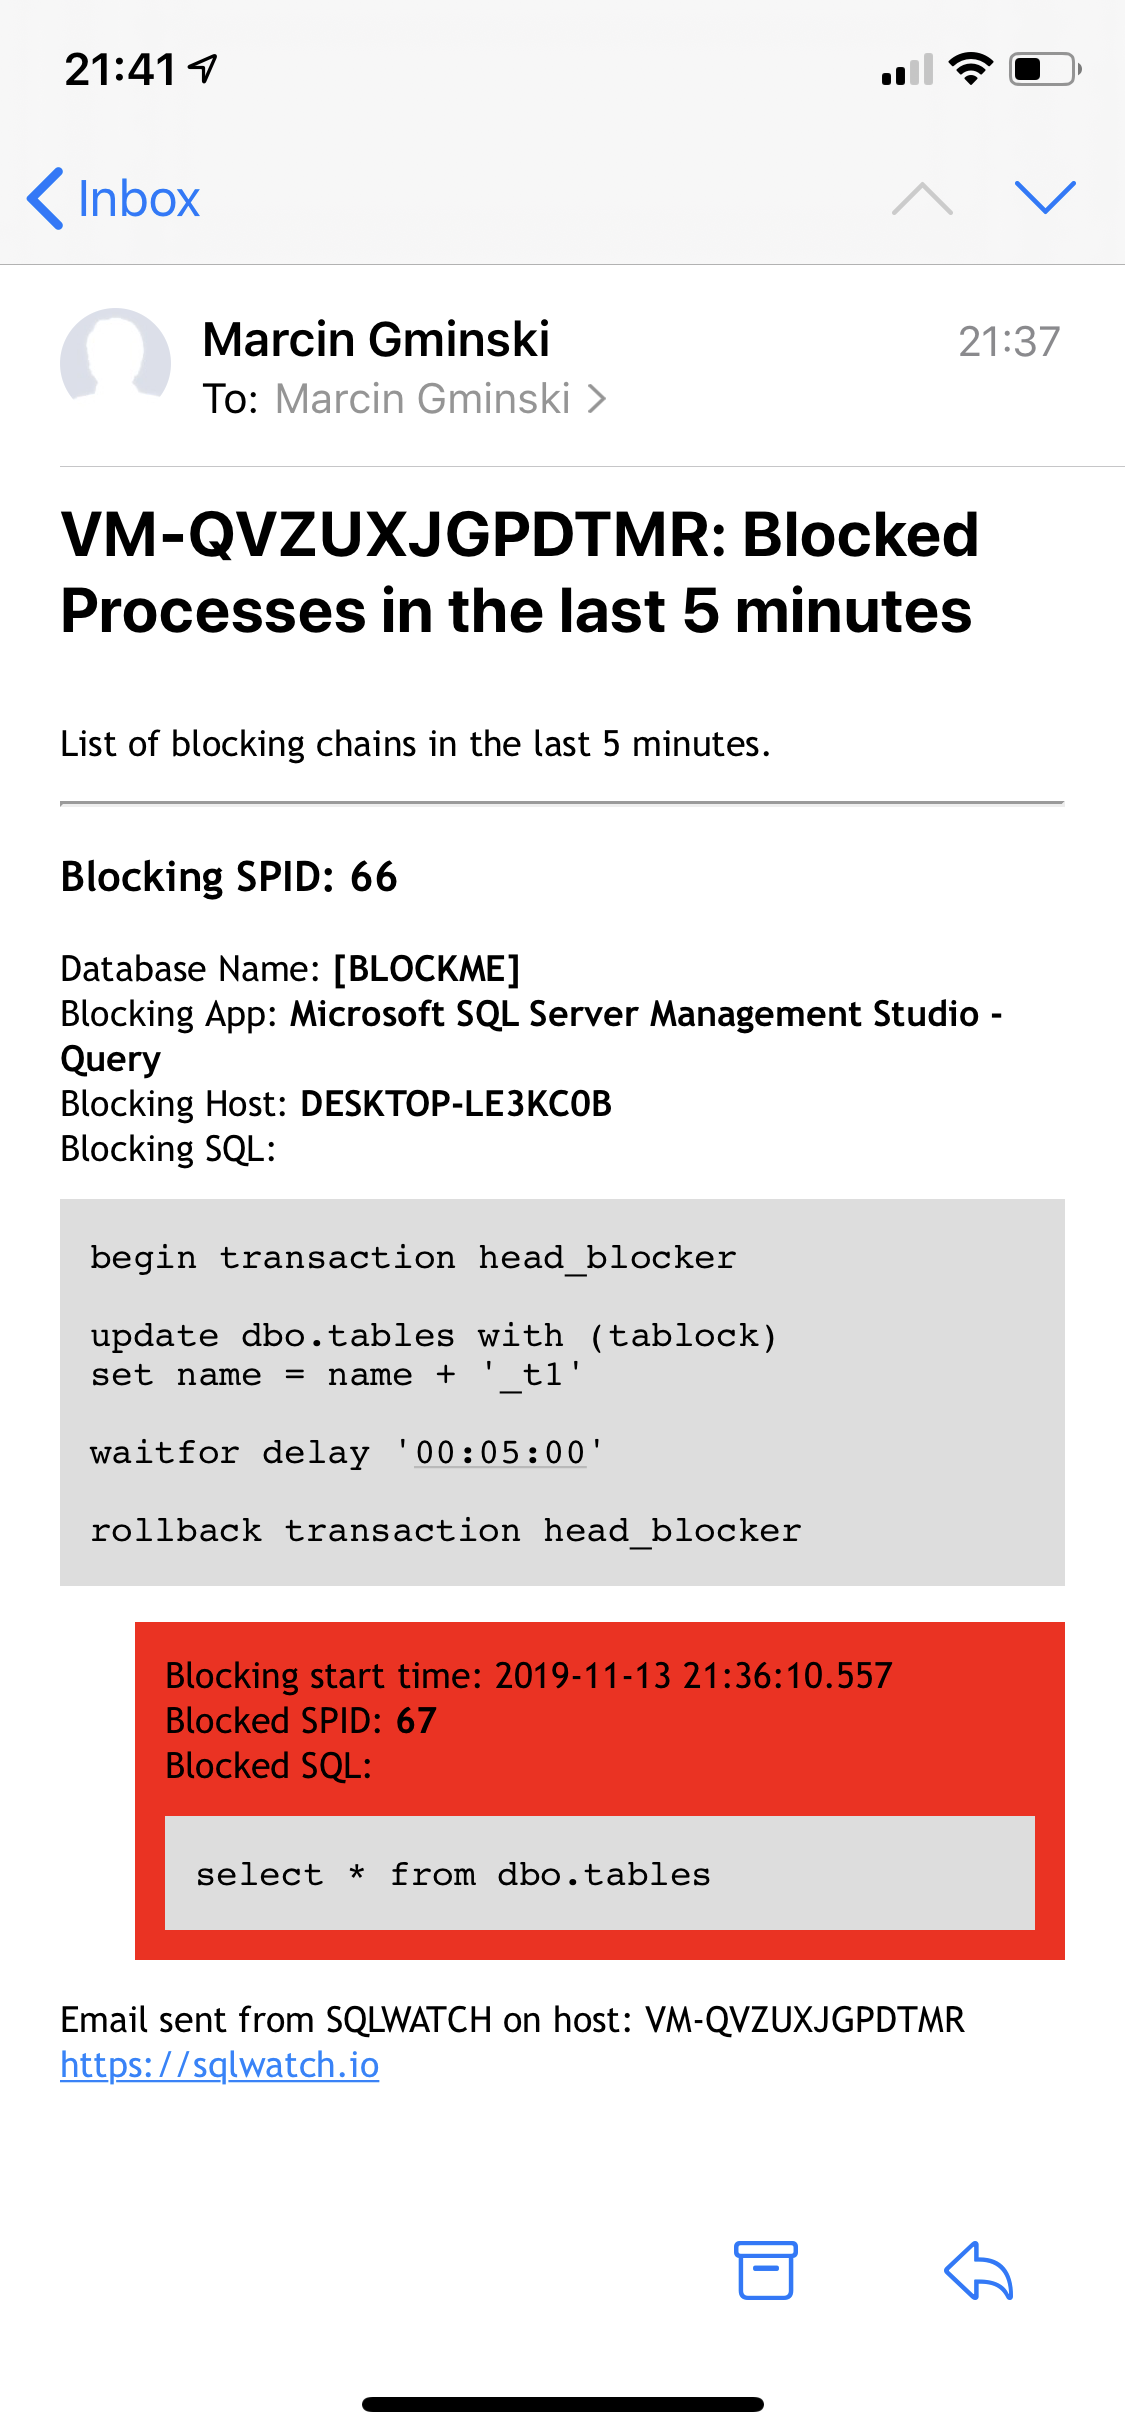 21:41
Inbox
Marcin Gminski
21:37
To: Marcin Gminski
VM-QVZUXJGPDTMR: Blocked
Processes in the last 5 minutes
List of blocking chains in the last 5 minutes.
Blocking SPID: 66
Database Name: [BLOCKME]
Blocking App: Microsoft SQL Server Management Studio -
Query
Blocking Host: DESKTOP-LE3KC0B
Blocking SQL:
begin transaction head_blocker
update dbo.tables with (tablock)
set name = name + '_t1'
waitfor delay '00:05:00'
rollback transaction head_blocker
Blocking start time: 2019-11-13 21:36:10.557
Blocked SPID: 67
Blocked SQL:
select * from dbo.tables
Email sent from SQLWATCH on host: VM-QVZUXJGPDTMR
https://sqlwatch.io